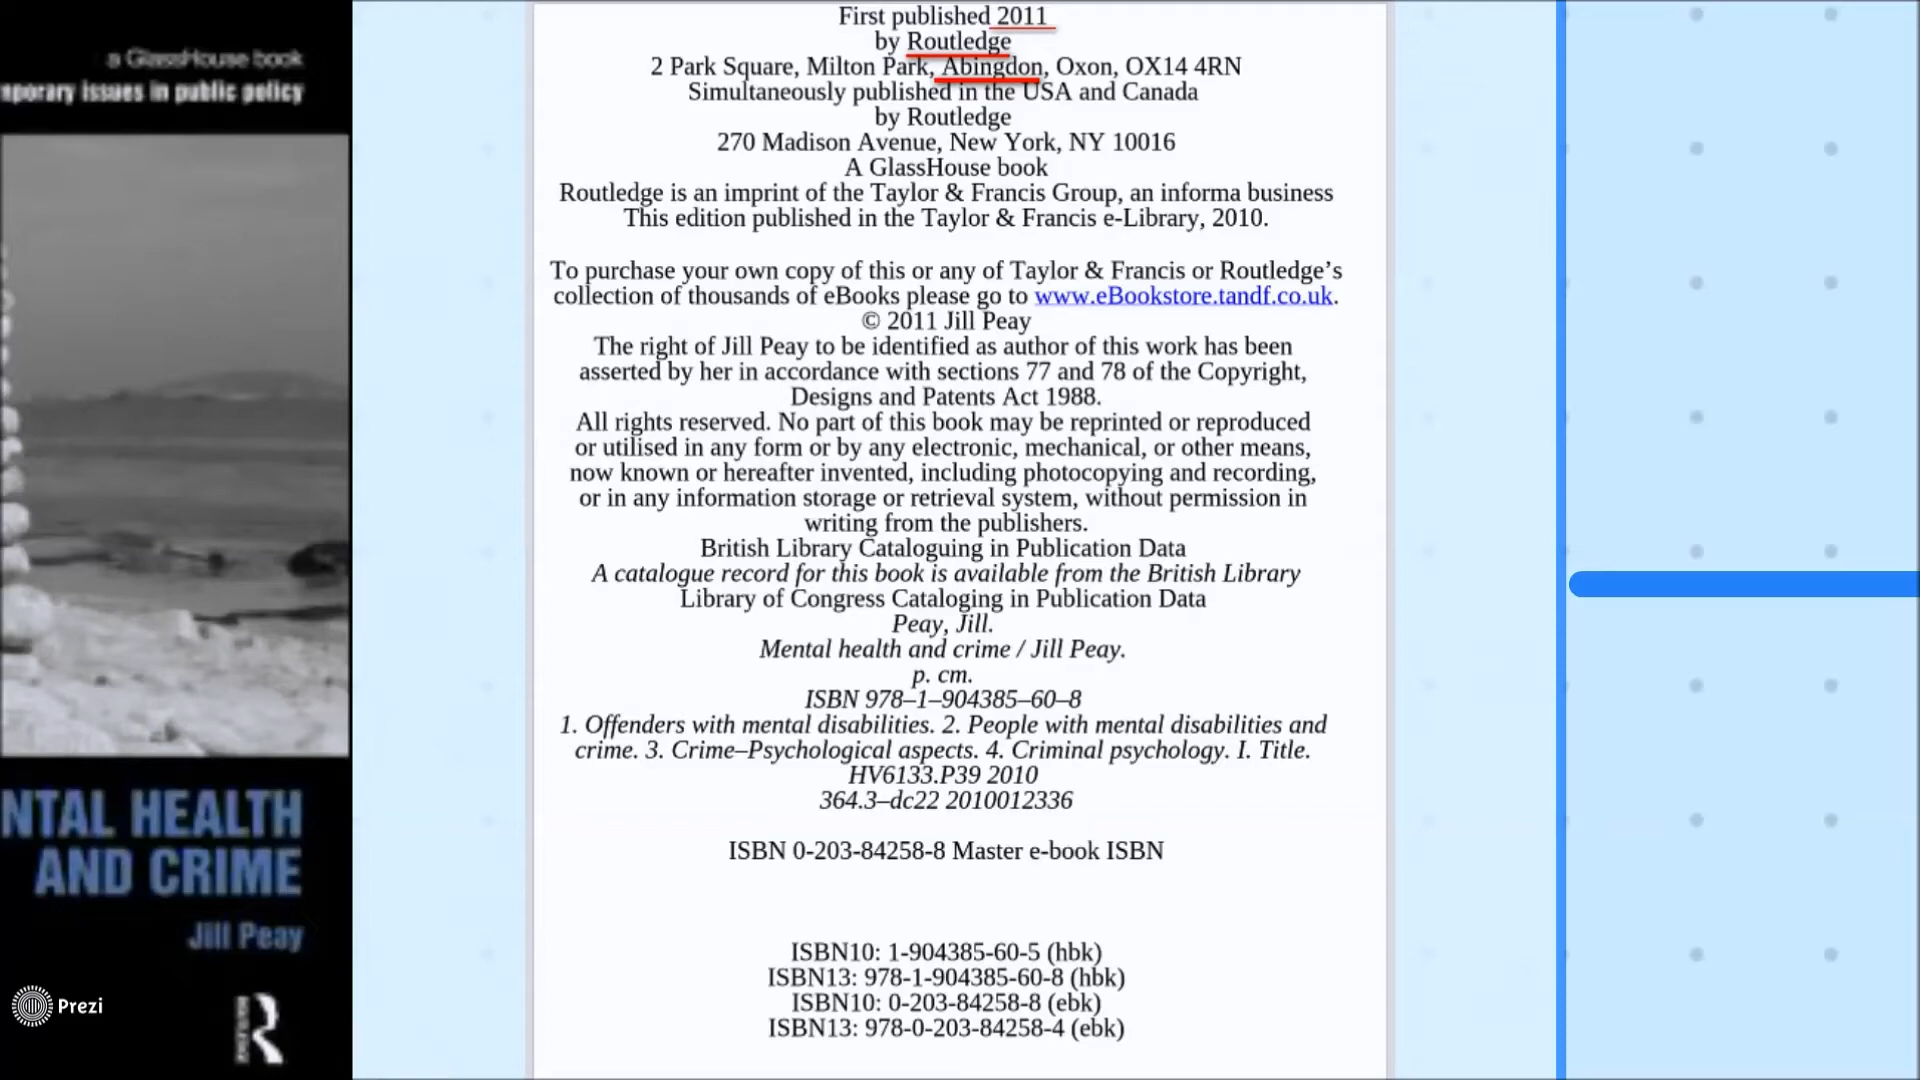 a GlassHouse book
mporary issues in public policy
NTAL HEALTH
AND CRIME
Jill Peay
Prezi
First published 2011
by Routledge
2 Park Square, Milton Park, Abingdon, Oxon, OX14 4RN
Simultaneously published in the USA and Canada
by Routledge
270 Madison Avenue, New York, NY 10016
A GlassHouse book
Routledge is an imprint of the Taylor & Francis Group, an informa business
This edition published in the Taylor & Francis e-Library, 2010.
To purchase your own copy of this or any of Taylor & Francis or Routledge’s
collection of thousands of eBooks please go to www.eBookstore.tandf.co.uk.
© 2011 Jill Peay
The right of Jill Peay to be identified as author of this work has been
asserted by her in accordance with sections 77 and 78 of the Copyright,
Designs and Patents Act 1988.
All rights reserved. No part of this book may be reprinted or reproduced
or utilised in any form or by any electronic, mechanical, or other means,
now known or hereafter invented, including photocopying and recording,
or in any information storage or retrieval system, without permission in
writing from the publishers.
British Library Cataloguing in Publication Data
A catalogue record for this book is available from the British Library
Library of Congress Cataloging in Publication Data
Peay, Jill.
Mental health and crime / Jill Peay.
p. cm.
ISBN 978–1–904385–60–8
1. Offenders with mental disabilities. 2. People with mental disabilities and
crime. 3. Crime–Psychological aspects. 4. Criminal psychology. I. Title.
HV6133.P39 2010
364.3–dc22 2010012336
ISBN 0-203-84258-8 Master e-book ISBN
ISBN10: 1-904385-60-5 (hbk)
ISBN13: 978-1-904385-60-8 (hbk)
ISBN10: 0-203-84258-8 (ebk)
ISBN13: 978-0-203-84258-4 (ebk)